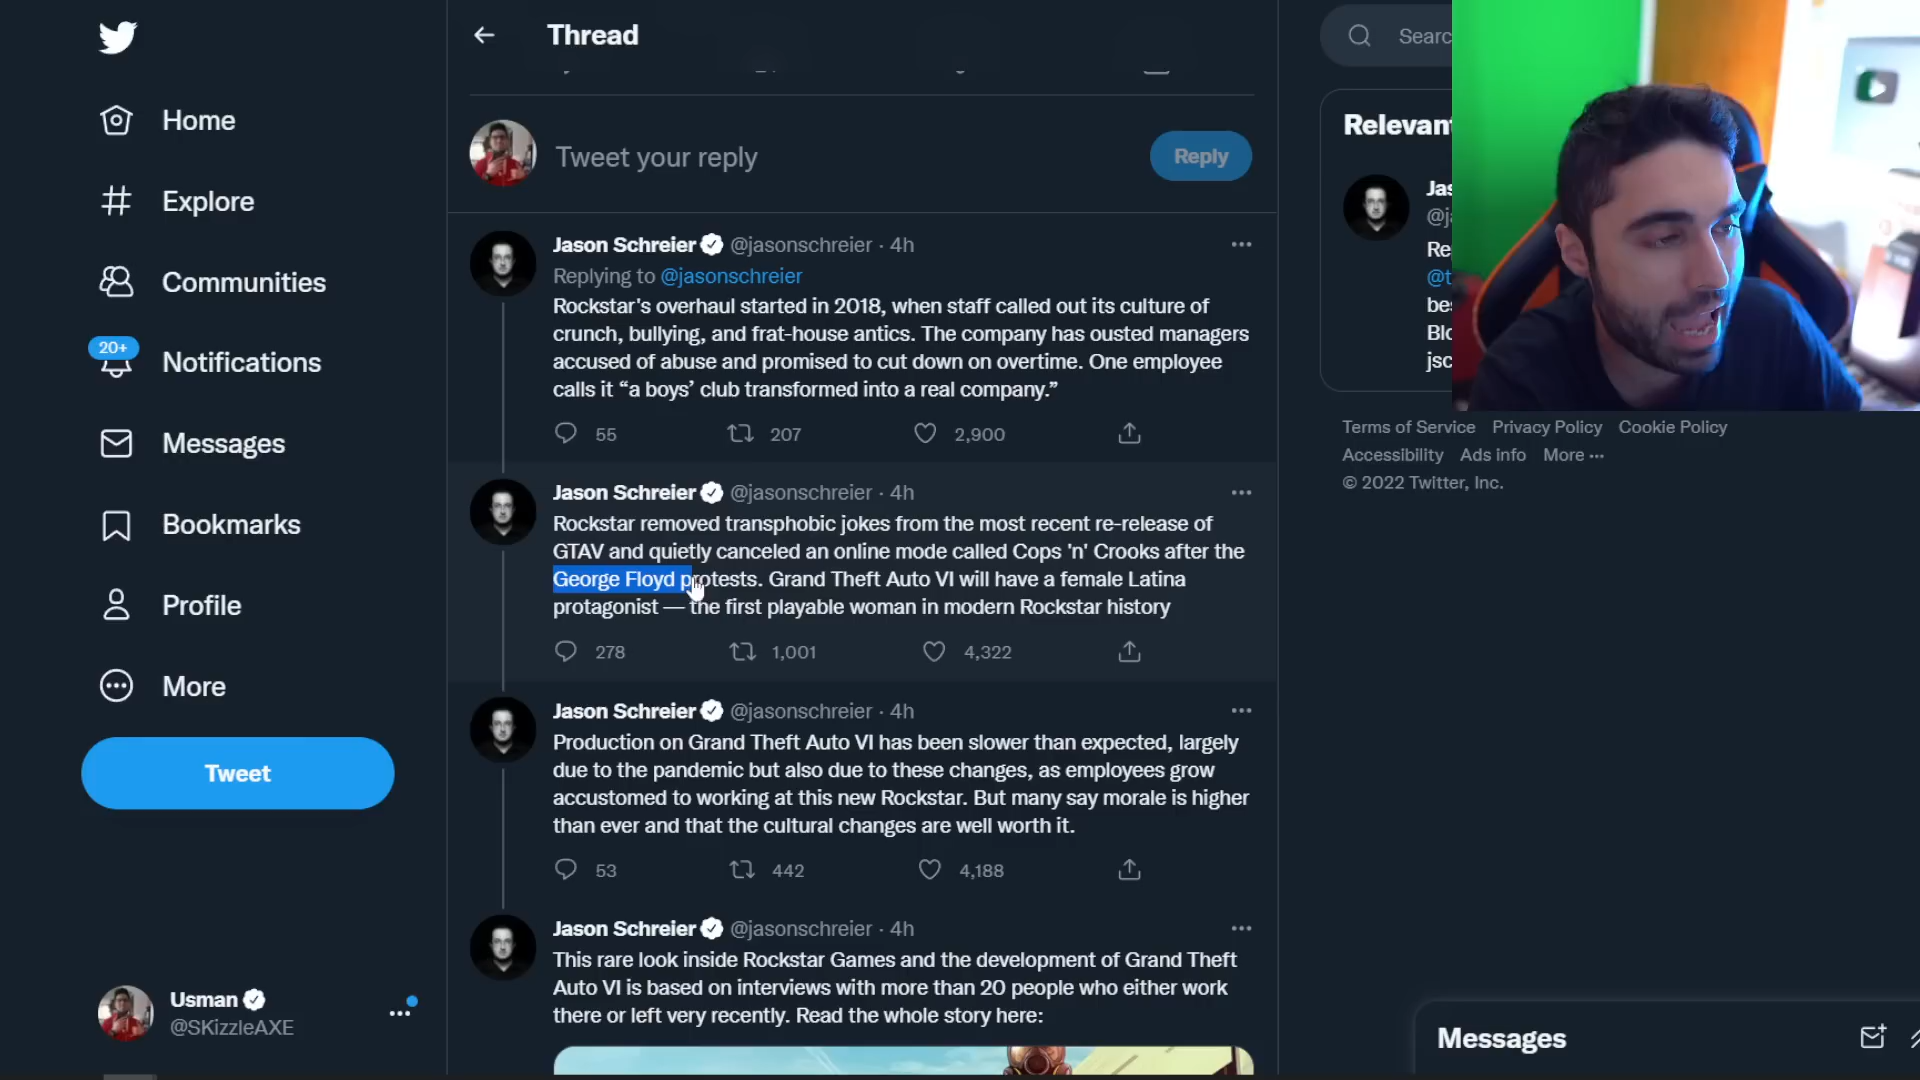 Home
Explore
Communities
20+
Notifications
Messages
Bookmarks
Profile
More
Tweet
Usman
@SKizzleAXE
Thread
Tweet your reply
Reply
Jason Schreier @jasonschreier · 4h
Replying to @jasonschreier
Rockstar's overhaul started in 2018, when staff called out its culture of
crunch, bullying, and frat-house antics. The company has ousted managers
accused of abuse and promised to cut down on overtime. One employee
calls it “a boys’ club transformed into a real company.”
55 207 2,900
Jason Schreier @jasonschreier · 4h
Rockstar removed transphobic jokes from the most recent re-release of
GTAV and quietly canceled an online mode called Cops 'n' Crooks after the
George Floyd protests. Grand Theft Auto VI will have a female Latina
protagonist — the first playable woman in modern Rockstar history
278 1,001 4,322
Jason Schreier @jasonschreier · 4h
Production on Grand Theft Auto VI has been slower than expected, largely
due to the pandemic but also due to these changes, as employees grow
accustomed to working at this new Rockstar. But many say morale is higher
than ever and that the cultural changes are well worth it.
53 442 4,188
Jason Schreier @jasonschreier · 4h
This rare look inside Rockstar Games and the development of Grand Theft
Auto VI is based on interviews with more than 20 people who either work
there or left very recently. Read the whole story here:
Searc
Relevan
Jas
@j
Re
@t
be
Blo
jsc
Terms of Service Privacy Policy Cookie Policy
Accessibility Ads info More ···
© 2022 Twitter, Inc.
Messages